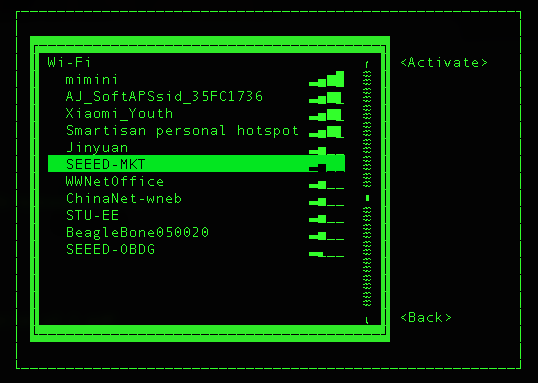 Wi-Fi
<Activate>
mimini
AJ_SoftAPSsid_35FC1736
Xiaomi_Youth
Smartisan personal hotspot
Jinyuan
SEEED-MKT
WWNetOffice
ChinaNet-wneb
STU-EE
BeagleBone050020
SEEED-OBDG
<Back>